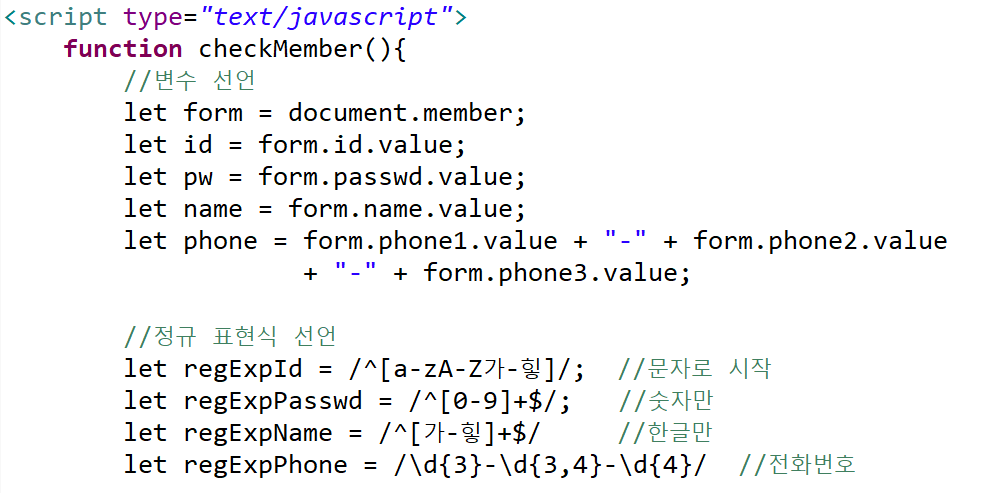 <script type="text/javascript">
function checkMember(){
//변수 선언
let form = document.member;
let id = form.id.value;
let pw = form.passwd.value;
let name = form.name.value;
let phone = form.phone1.value + "-" + form.phone2.value
+ "-" + form.phone3.value;
//정규 표현식 선언
let regExpId = /^[a-zA-Z가-힣]/; //문자로 시작
let regExpPasswd = /^[0-9]+$/; //숫자만
let regExpName = /^[가-힣]+$/ //한글만
let regExpPhone = /\d{3}-\d{3,4}-\d{4}/ //전화번호